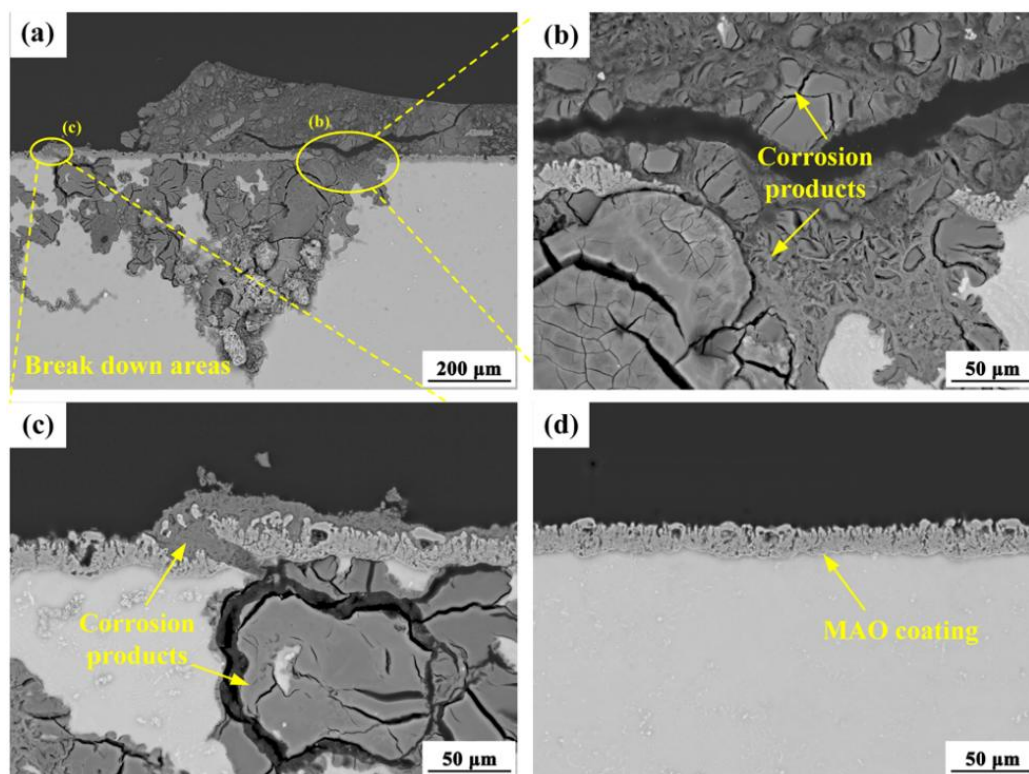 (a)
(c)
(b)
Break down areas
200 μm
(b)
Corrosion
products
50 μm
(c)
Corrosion
products
50 μm
(d)
MAO coating
50 μm